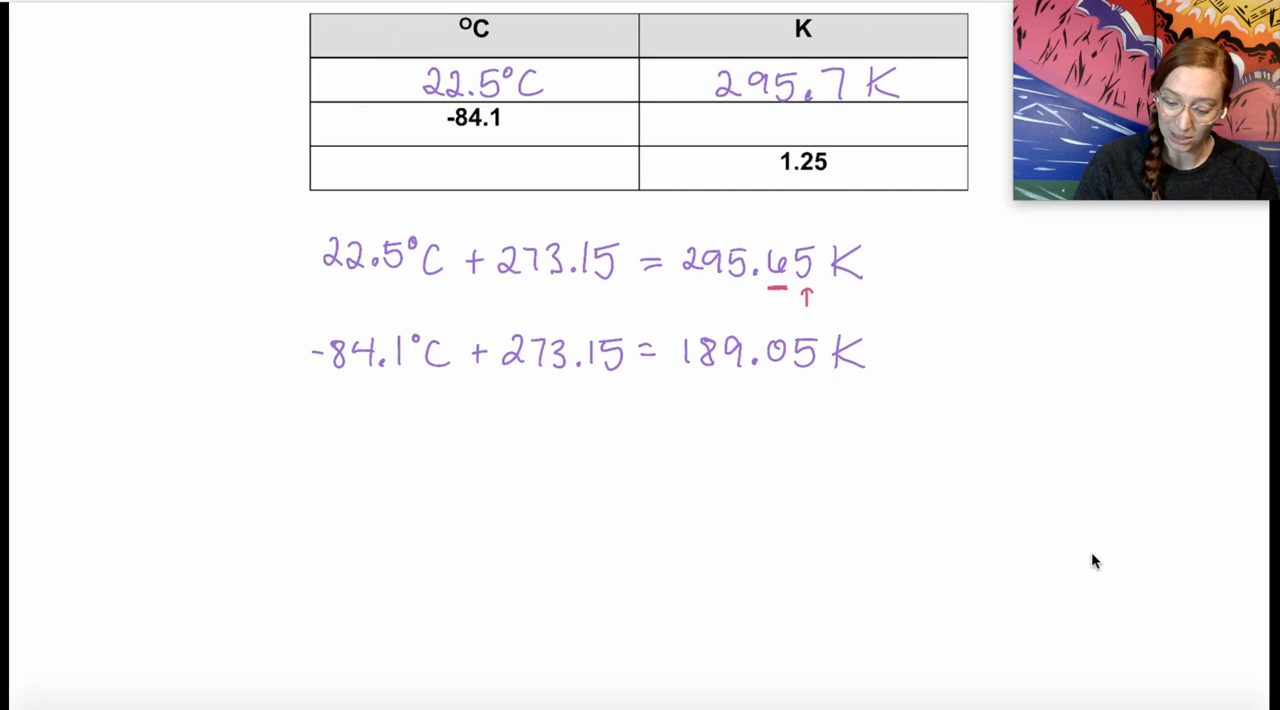 °C K
22.5°C 295.7 K
-84.1
1.25
22.5°C + 273.15 = 295.65 K
↑
-84.1°C + 273.15 = 189.05 K